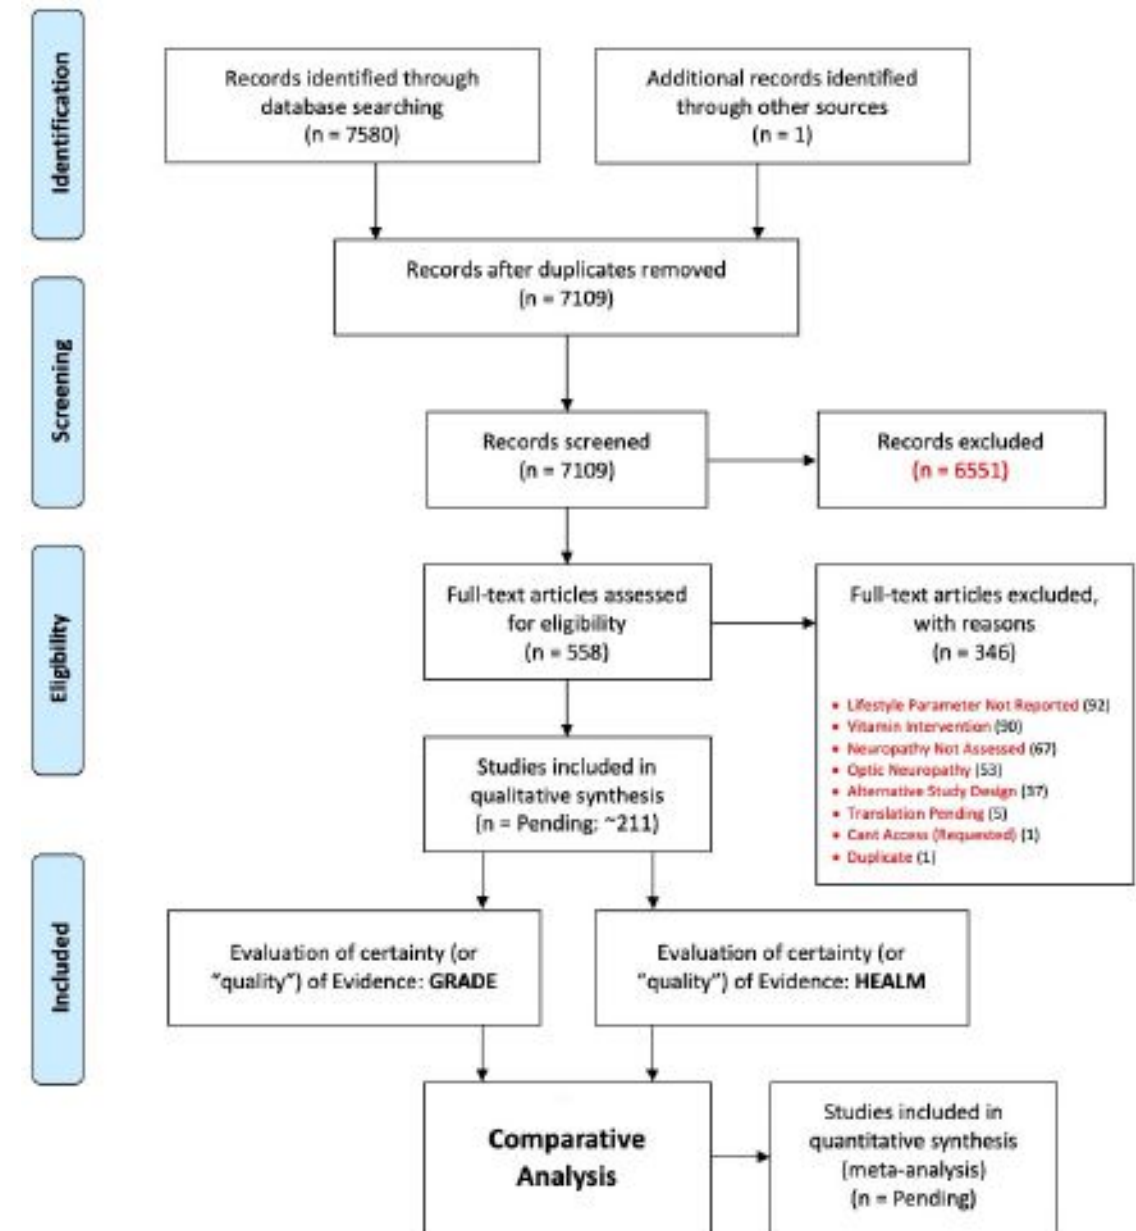 Identification
Records identified through
database searching
(n = 7580)
Additional records identified
through other sources
(n = 1)
Records after duplicates removed
(n = 7109)
Screening
Records screened
(n = 7109)
Records excluded
(n = 6551)
Eligibility
Full-text articles assessed
for eligibility
(n = 558)
Full-text articles excluded,
with reasons
(n = 346)
• Lifestyle Parameter Not Reported (92)
• Vitamin Intervention (90)
• Neuropathy Not Assessed (67)
• Optic Neuropathy (53)
• Alternative Study Design (37)
• Translation Pending (5)
• Cant Access (Requested) (1)
• Duplicate (1)
Studies included in
qualitative synthesis
(n = Pending: ~211)
Included
Evaluation of certainty (or
“quality”) of Evidence: GRADE
Evaluation of certainty (or
“quality”) of Evidence: HEALM
Comparative
Analysis
Studies included in
quantitative synthesis
(meta-analysis)
(n = Pending)